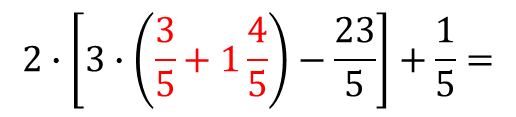 2 · [3 · (3/5 + 1 4/5) − 23/5] + 1/5 =